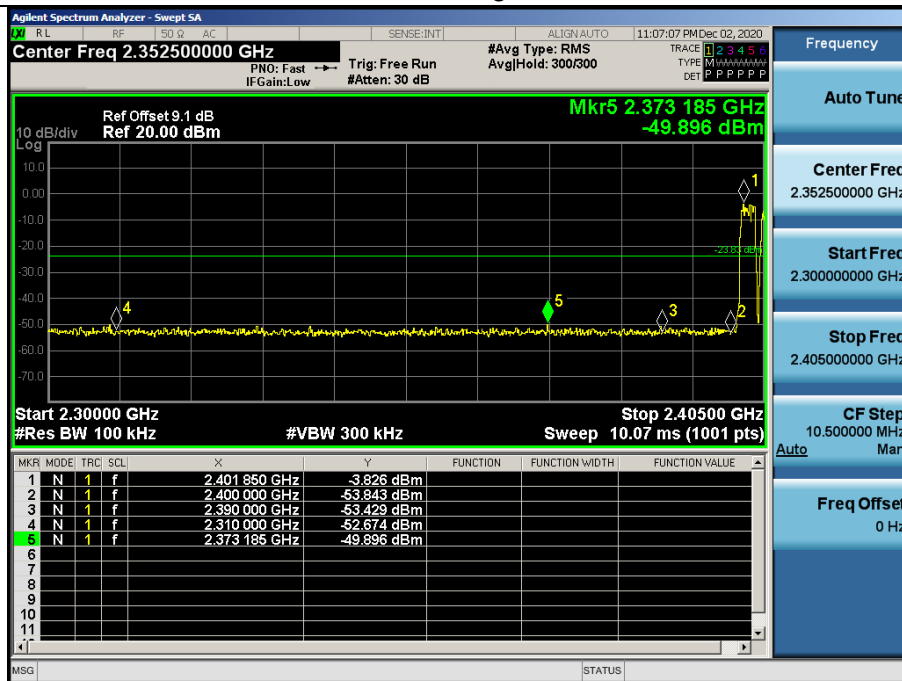 Agilent Spectrum Analyzer - Swept SA
LXI RL RF 50 Ω AC SENSE:INT ALIGN AUTO 11:07:07 PM Dec 02, 2020
Center Freq 2.352500000 GHz #Avg Type: RMS TRACE 1 2 3 4 5 6
PNO: Fast Trig: Free Run Avg|Hold: 300/300 TYPE M WWWWW
IFGain:Low #Atten: 30 dB DET P P P P P P
Ref Offset 9.1 dB Mkr5 2.373 185 GHz
10 dB/div Ref 20.00 dBm -49.896 dBm
Log
10.0
0.00
-10.0
-20.0
-30.0
-40.0
-50.0
-60.0
-70.0
1
-23.83 dBm
4
5
3
2
Start 2.30000 GHz Stop 2.40500 GHz
#Res BW 100 kHz #VBW 300 kHz Sweep 10.07 ms (1001 pts)
MKR MODE TRC SCL X Y FUNCTION FUNCTION WIDTH FUNCTION VALUE
1 N 1 f 2.401 850 GHz -3.826 dBm
2 N 1 f 2.400 000 GHz -53.843 dBm
3 N 1 f 2.390 000 GHz -53.429 dBm
4 N 1 f 2.310 000 GHz -52.674 dBm
5 N 1 f 2.373 185 GHz -49.896 dBm
6
7
8
9
10
11
MSG STATUS
Frequency
Auto Tune
Center Freq
2.352500000 GHz
Start Freq
2.300000000 GHz
Stop Freq
2.405000000 GHz
CF Step
10.500000 MHz
Auto Man
Freq Offset
0 Hz